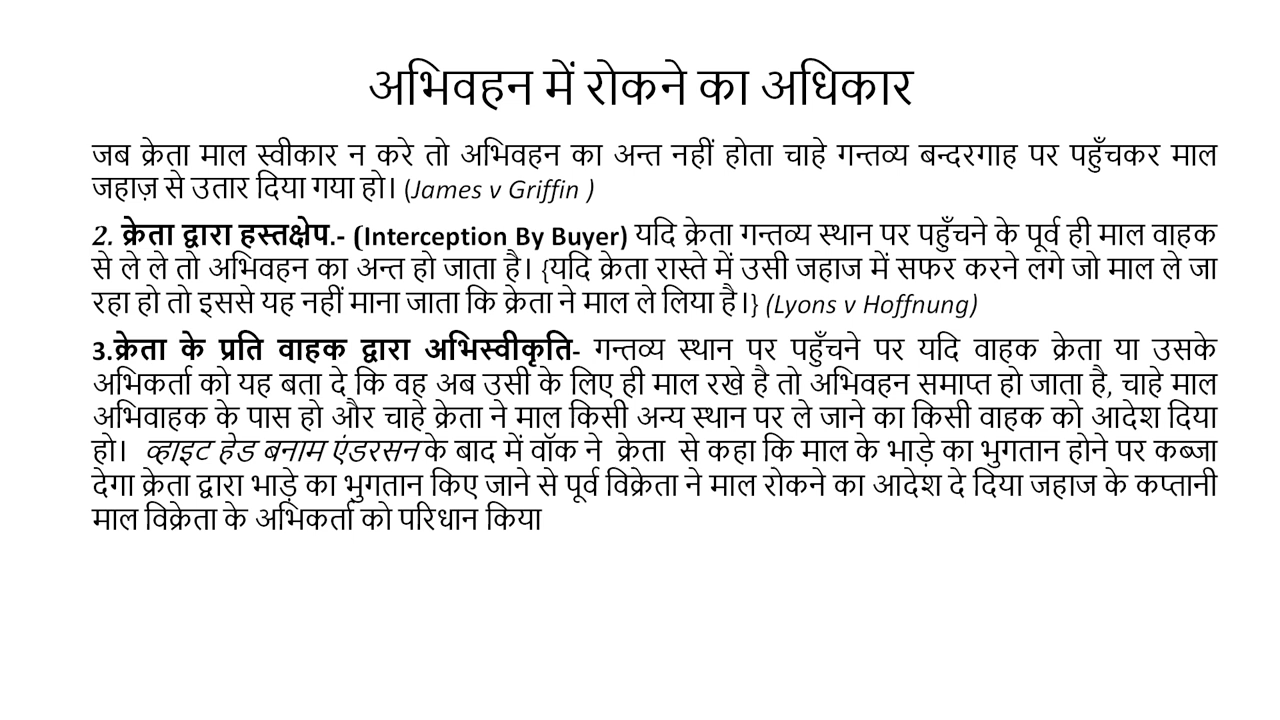 अभिवहन में रोकने का अधिकार
जब क्रेता माल स्वीकार न करे तो अभिवहन का अन्त नहीं होता चाहे गन्तव्य बन्दरगाह पर पहुँचकर माल
जहाज़ से उतार दिया गया हो। (James v Griffin )
2. क्रेता द्वारा हस्तक्षेप.- (Interception By Buyer) यदि क्रेता गन्तव्य स्थान पर पहुँचने के पूर्व ही माल वाहक
से ले ले तो अभिवहन का अन्त हो जाता है। {यदि क्रेता रास्ते में उसी जहाज में सफर करने लगे जो माल ले जा
रहा हो तो इससे यह नहीं माना जाता कि क्रेता ने माल ले लिया है।} (Lyons v Hoffnung)
3.क्रेता के प्रति वाहक द्वारा अभिस्वीकृति- गन्तव्य स्थान पर पहुँचने पर यदि वाहक क्रेता या उसके
अभिकर्ता को यह बता दे कि वह अब उसी के लिए ही माल रखे है तो अभिवहन समाप्त हो जाता है, चाहे माल
अभिवाहक के पास हो और चाहे क्रेता ने माल किसी अन्य स्थान पर ले जाने का किसी वाहक को आदेश दिया
हो। व्हाइट हेड बनाम एंडरसन के बाद में वॉक ने क्रेता से कहा कि माल के भाड़े का भुगतान होने पर कब्जा
देगा क्रेता द्वारा भाड़े का भुगतान किए जाने से पूर्व विक्रेता ने माल रोकने का आदेश दे दिया जहाज के कप्तानी
माल विक्रेता के अभिकर्ता को परिधान किया